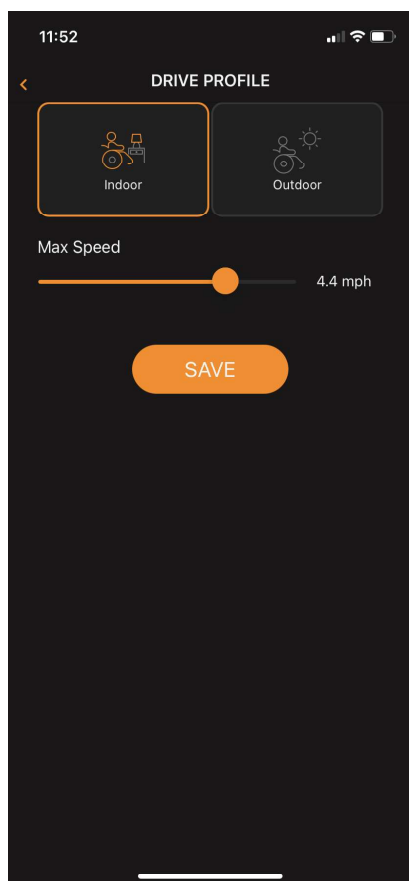 11:52
DRIVE PROFILE
Indoor
Outdoor
Max Speed
4.4 mph
SAVE